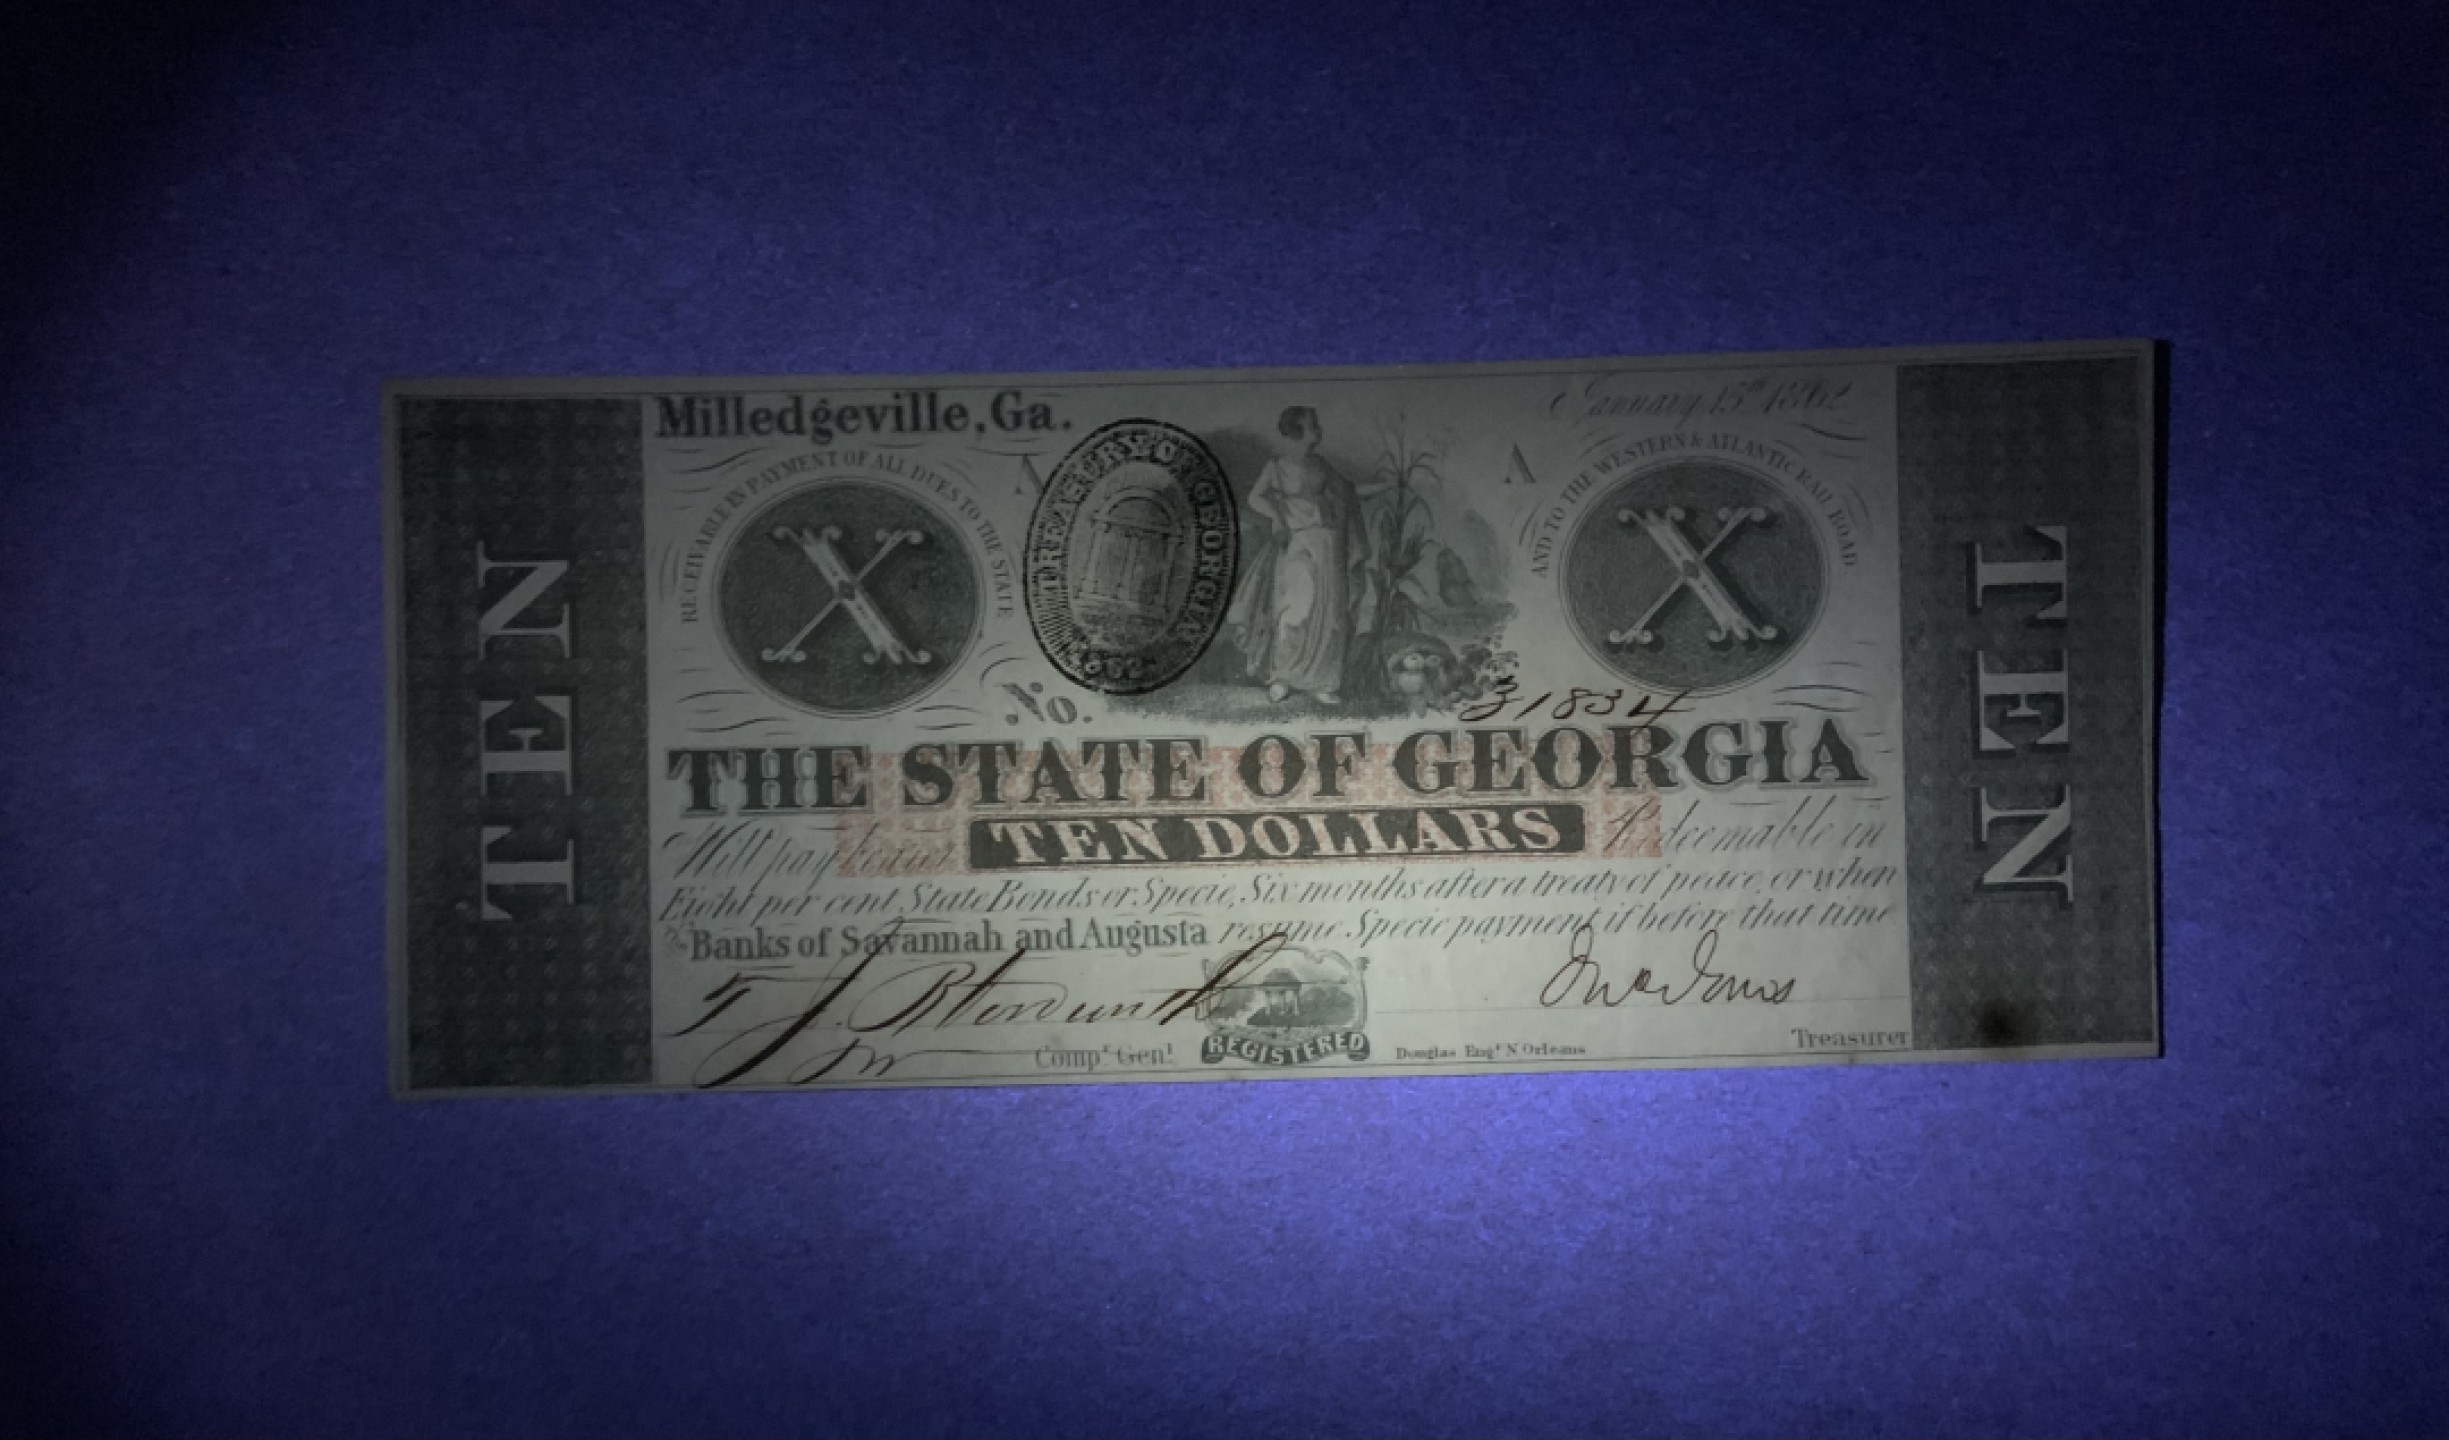 Milledgeville, Ga.
January 15th 1862
RECEIVABLE IN PAYMENT OF ALL DUES TO THE STATE
AND TO THE WESTERN & ATLANTIC RAIL ROAD
A
A
TREASURY OF GEORGIA
X
X
TEN
TEN
No. 31834
THE STATE OF GEORGIA
Will pay bearer TEN DOLLARS Redeemable in
Eight per cent State Bonds or Specie, Six months after a treaty of peace, or when
the Banks of Savannah and Augusta resume Specie payment, if before that time
Jno Jones
Compr Genl
REGISTERED
Douglas Engr N Orleans
Treasurer